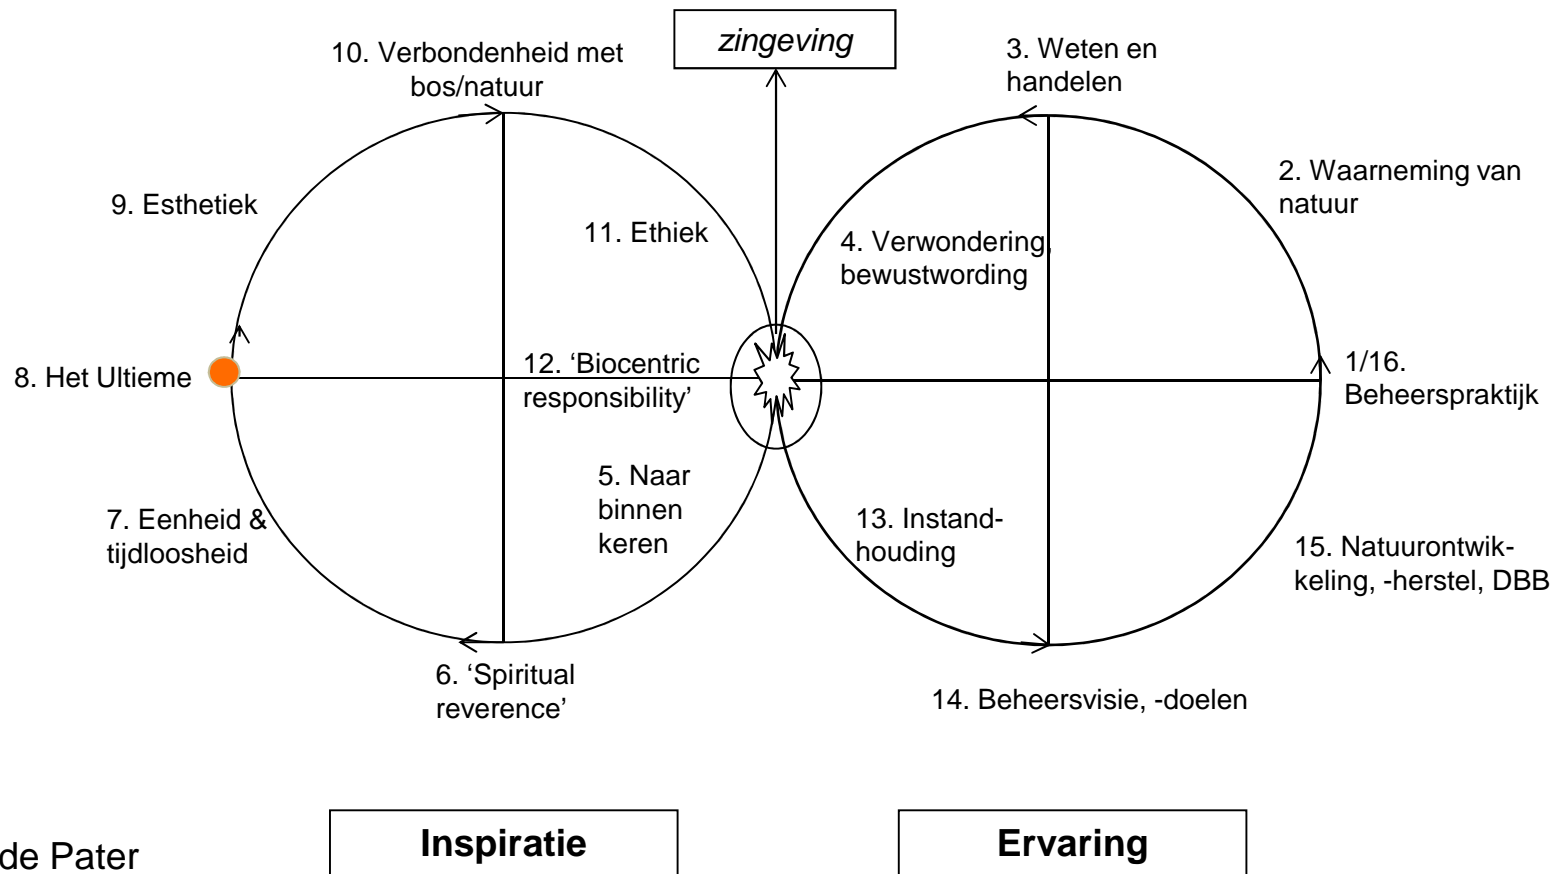 zingeving
10. Verbondenheid met
bos/natuur
3. Weten en
handelen
9. Esthetiek
11. Ethiek
4. Verwondering,
bewustwording
2. Waarneming van
natuur
8. Het Ultieme
12. ‘Biocentric
responsibility’
1/16.
Beheerspraktijk
7. Eenheid &
tijdloosheid
5. Naar
binnen
keren
13. Instand-
houding
15. Natuurontwik-
keling, -herstel, DBB
6. ‘Spiritual
reverence’
14. Beheersvisie, -doelen
de Pater
Inspiratie
Ervaring